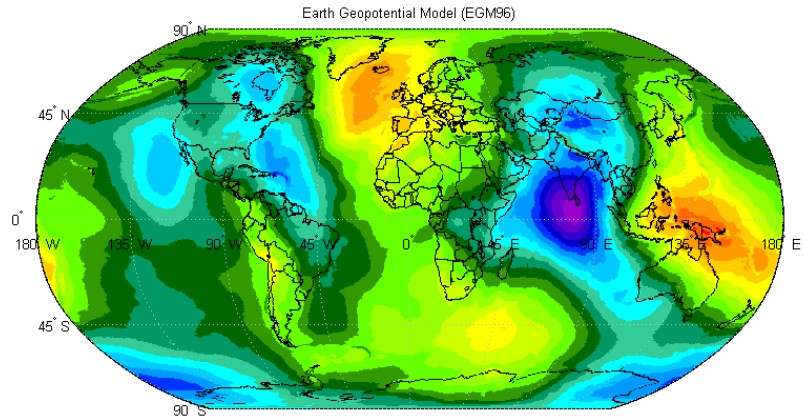 Earth Geopotential Model (EGM96)
90° N
45° N
0°
180° W 135° W 90° W 45° W 0° 45° E 90° E 135° E 180° E
45° S
90° S